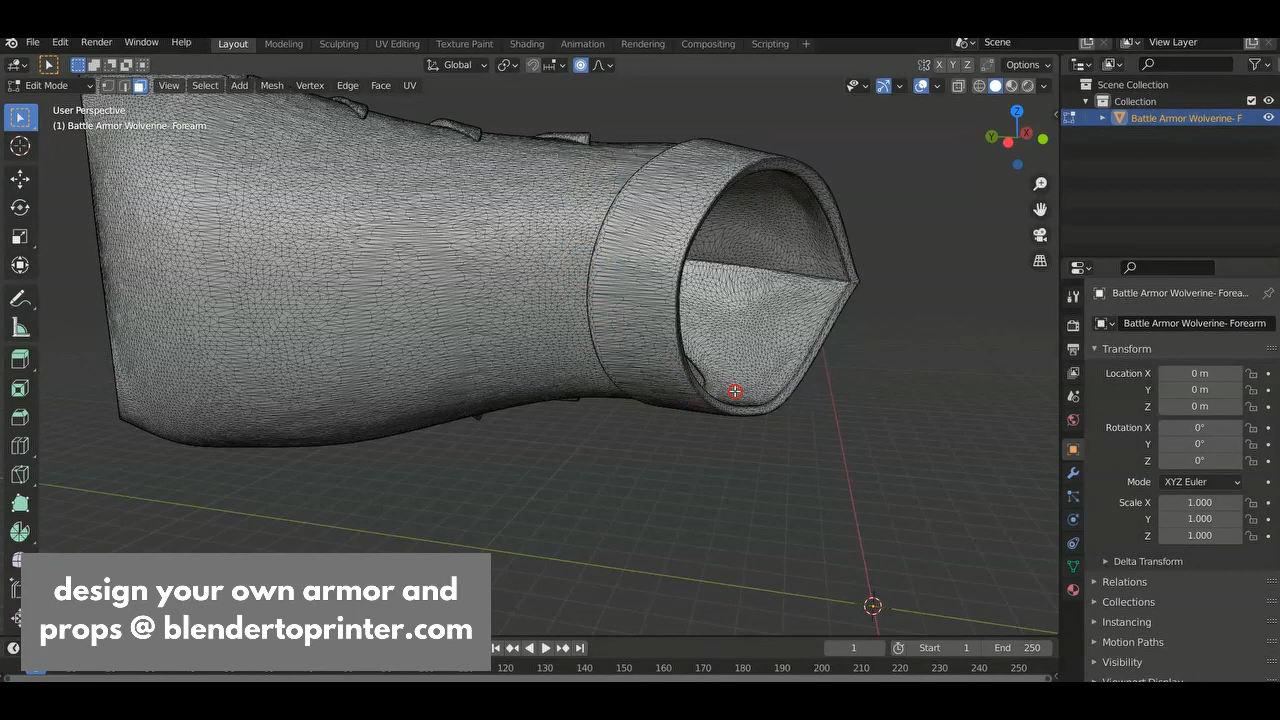 File Edit Render Window Help Layout Modeling Sculpting UV Editing Texture Paint Shading Animation Rendering Compositing Scripting + Scene View Layer
Global X Y Z Options
Edit Mode View Select Add Mesh Vertex Edge Face UV
Scene Collection
Collection
Battle Armor Wolverine- F
User Perspective
(1) Battle Armor Wolverine- Forearm
Z
Y
X
Battle Armor Wolverine- Forea...
Battle Armor Wolverine- Forearm
Transform
Location X 0 m
Y 0 m
Z 0 m
Rotation X 0°
Y 0°
Z 0°
Mode XYZ Euler
Scale X 1.000
Y 1.000
Z 1.000
Delta Transform
Relations
Collections
Instancing
Motion Paths
Visibility
design your own armor and
props @ blendertoprinter.com
1 Start 1 End 250
120 130 140 150 160 170 180 190 200 210 220 230 240 250